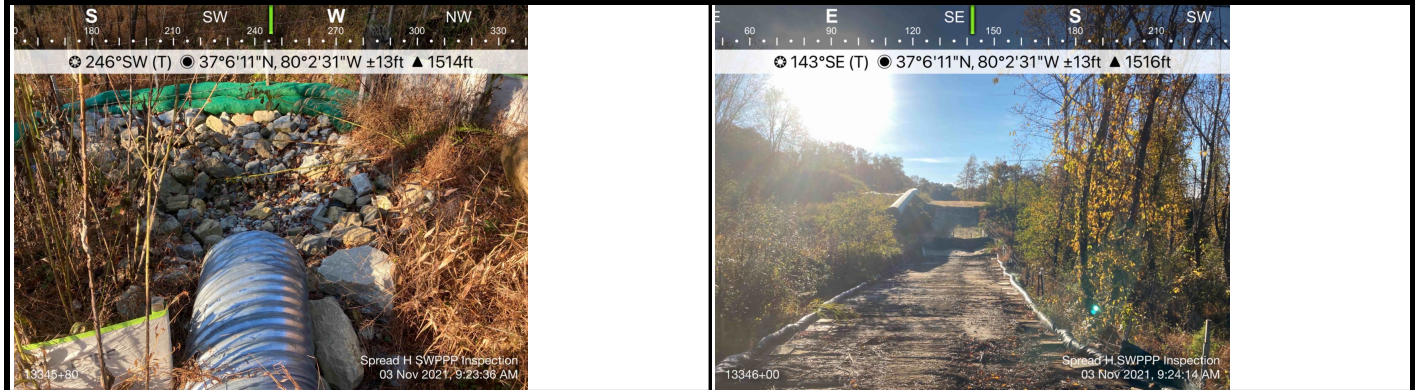 S SW W NW
180 210 240 270 300 330
246°SW (T) 37°6'11"N, 80°2'31"W ±13ft ▲ 1514ft
Spread H SWPPP Inspection
13345+80 03 Nov 2021, 9:23:36 AM
E SE S SW
60 90 120 150 180 210
143°SE (T) 37°6'11"N, 80°2'31"W ±13ft ▲ 1516ft
Spread H SWPPP Inspection
13346+00 03 Nov 2021, 9:24:14 AM